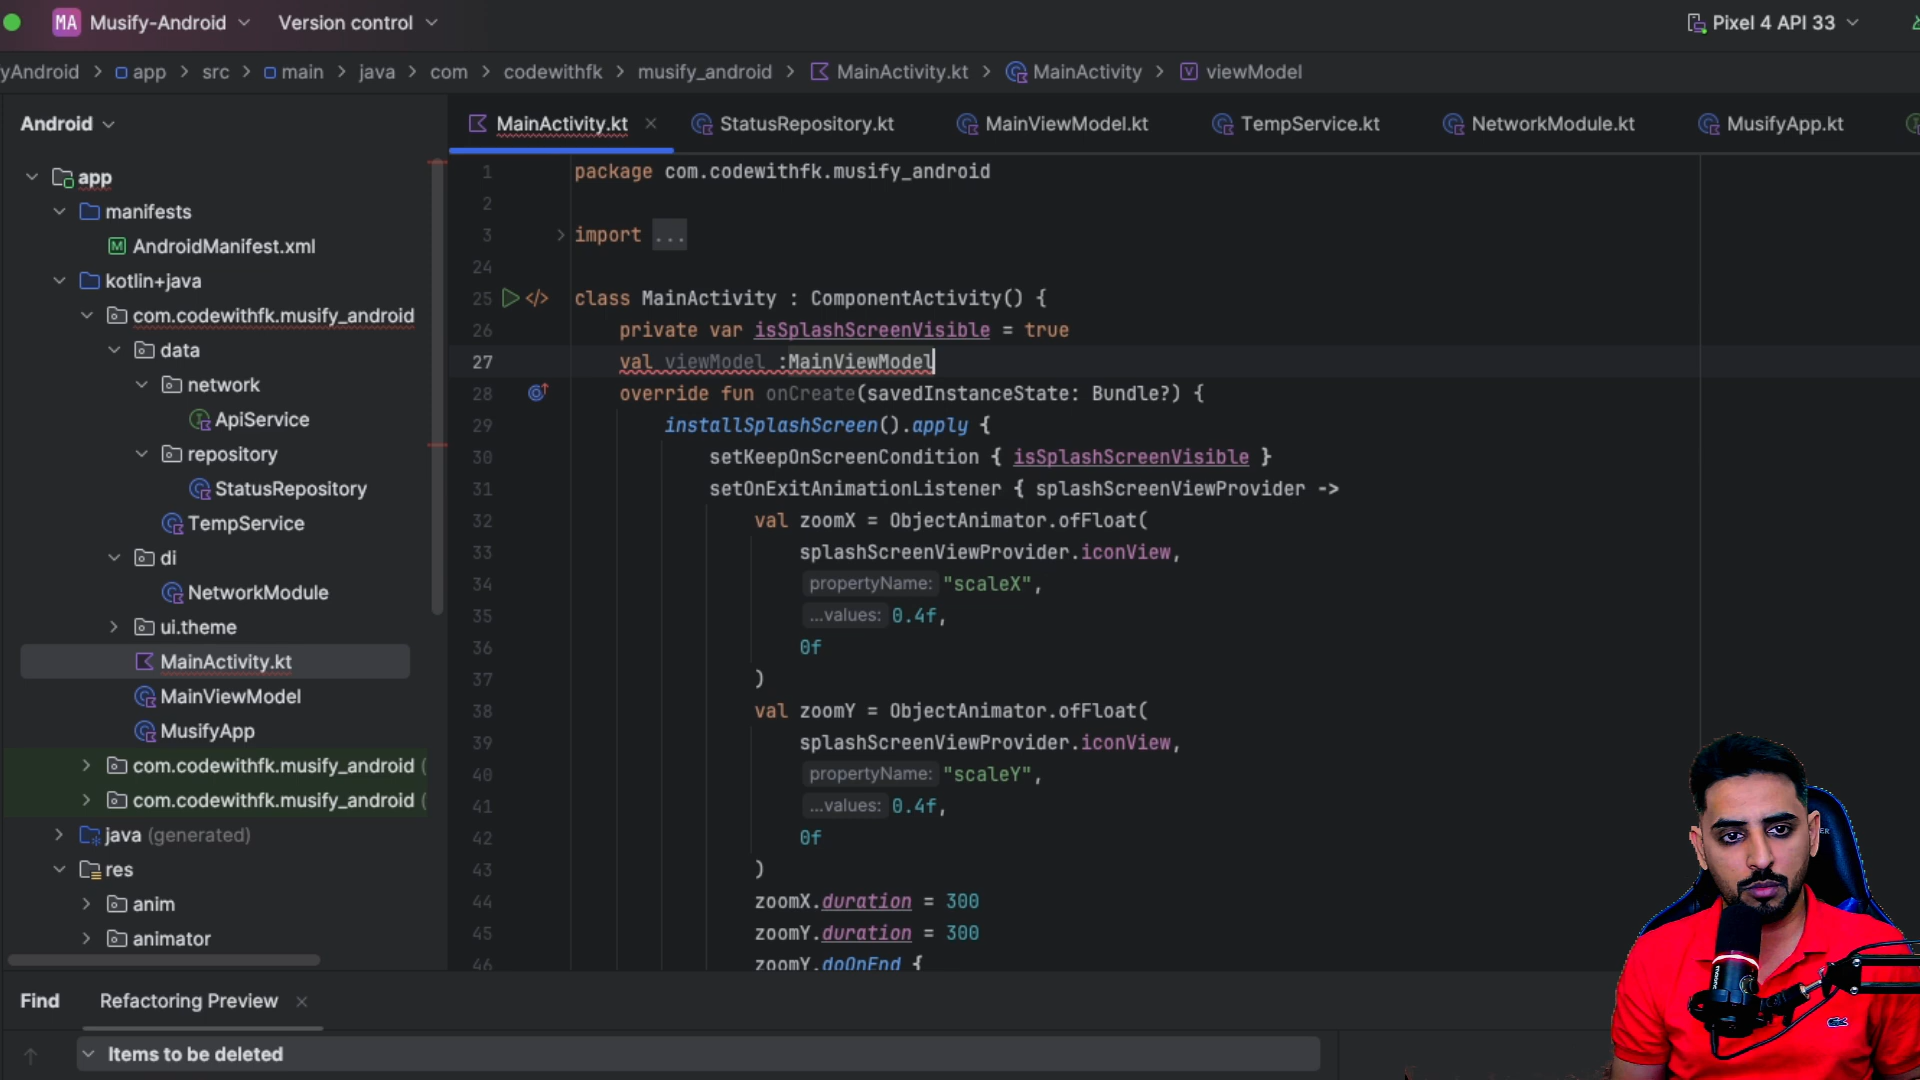 MA Musify-Android Version control Pixel 4 API 33
yAndroid > app > src > main > java > com > codewithfk > musify_android > MainActivity.kt > MainActivity > viewModel
Android
MainActivity.kt StatusRepository.kt MainViewModel.kt TempService.kt NetworkModule.kt MusifyApp.kt
app
manifests
AndroidManifest.xml
kotlin+java
com.codewithfk.musify_android
data
network
ApiService
repository
StatusRepository
TempService
di
NetworkModule
ui.theme
MainActivity.kt
MainViewModel
MusifyApp
com.codewithfk.musify_android (
com.codewithfk.musify_android (
java (generated)
res
anim
animator
1 package com.codewithfk.musify_android
2
3 import ...
24
25 class MainActivity : ComponentActivity() {
26 private var isSplashScreenVisible = true
27 val viewModel :MainViewModel
28 override fun onCreate(savedInstanceState: Bundle?) {
29 installSplashScreen().apply {
30 setKeepOnScreenCondition { isSplashScreenVisible }
31 setOnExitAnimationListener { splashScreenViewProvider ->
32 val zoomX = ObjectAnimator.ofFloat(
33 splashScreenViewProvider.iconView,
34 propertyName: "scaleX",
35 ...values: 0.4f,
36 0f
37 )
38 val zoomY = ObjectAnimator.ofFloat(
39 splashScreenViewProvider.iconView,
40 propertyName: "scaleY",
41 ...values: 0.4f,
42 0f
43 )
44 zoomX.duration = 300
45 zoomY.duration = 300
46 zoomY.doOnEnd {
Find Refactoring Preview
Items to be deleted